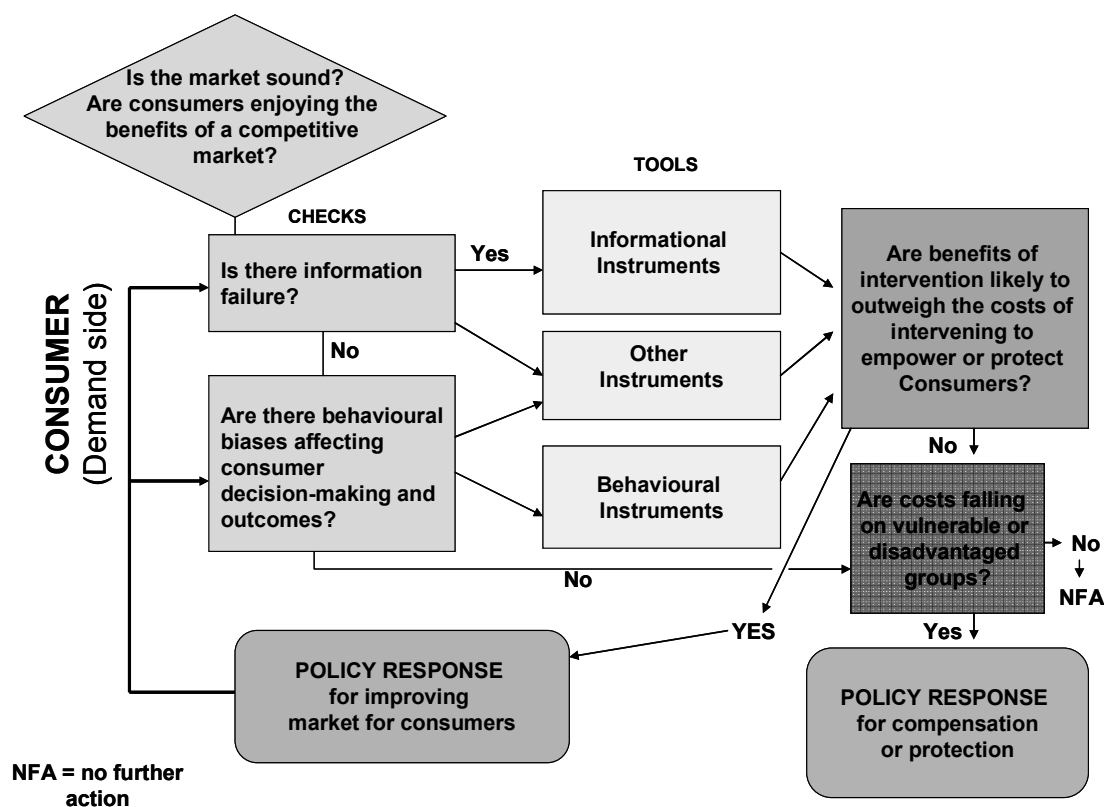 Is the market sound?
Are consumers enjoying the
benefits of a competitive
market?
TOOLS
CHECKS
Is there information
failure?
Yes
Informational
Instruments
Are benefits of
intervention likely to
outweigh the costs of
intervening to
empower or protect
Consumers?
CONSUMER
(Demand side)
No
Other
Instruments
Are there behavioural
biases affecting
consumer
decision-making and
outcomes?
Behavioural
Instruments
No
Are costs falling
on vulnerable or
disadvantaged
groups?
No
NFA
No
YES
Yes
POLICY RESPONSE
for improving
market for consumers
POLICY RESPONSE
for compensation
or protection
NFA = no further
action